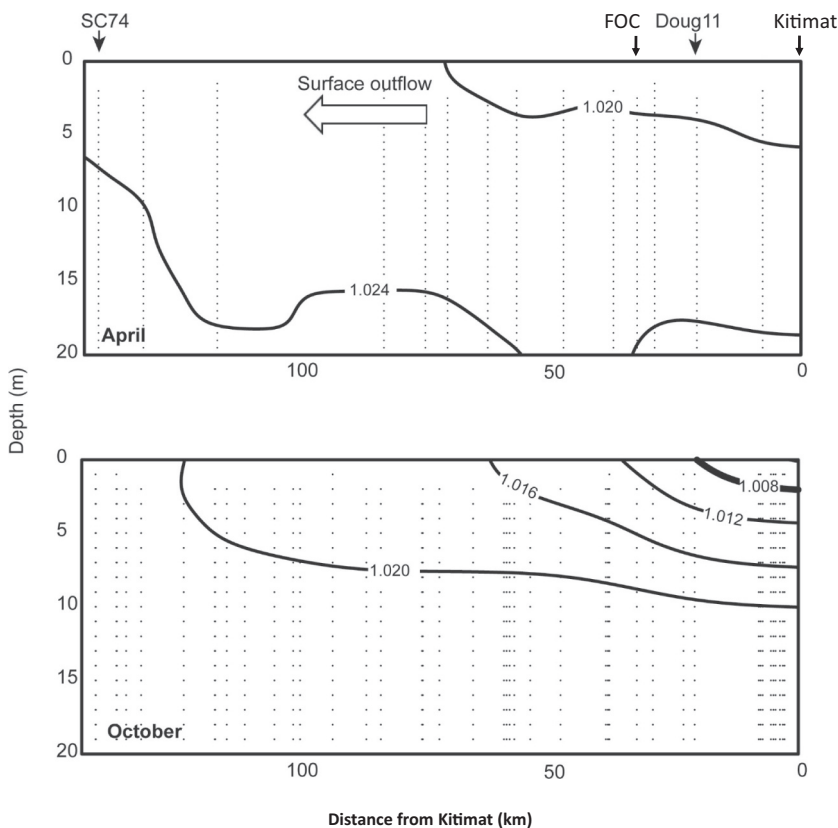 SC74 FOC Doug11 Kitimat
0
Surface outflow
1.020
5
10
15
1.024
April
20
100 50 0
Depth (m)
0
1.008
1.016
1.012
5
1.020
10
15
October
20
100 50 0
Distance from Kitimat (km)